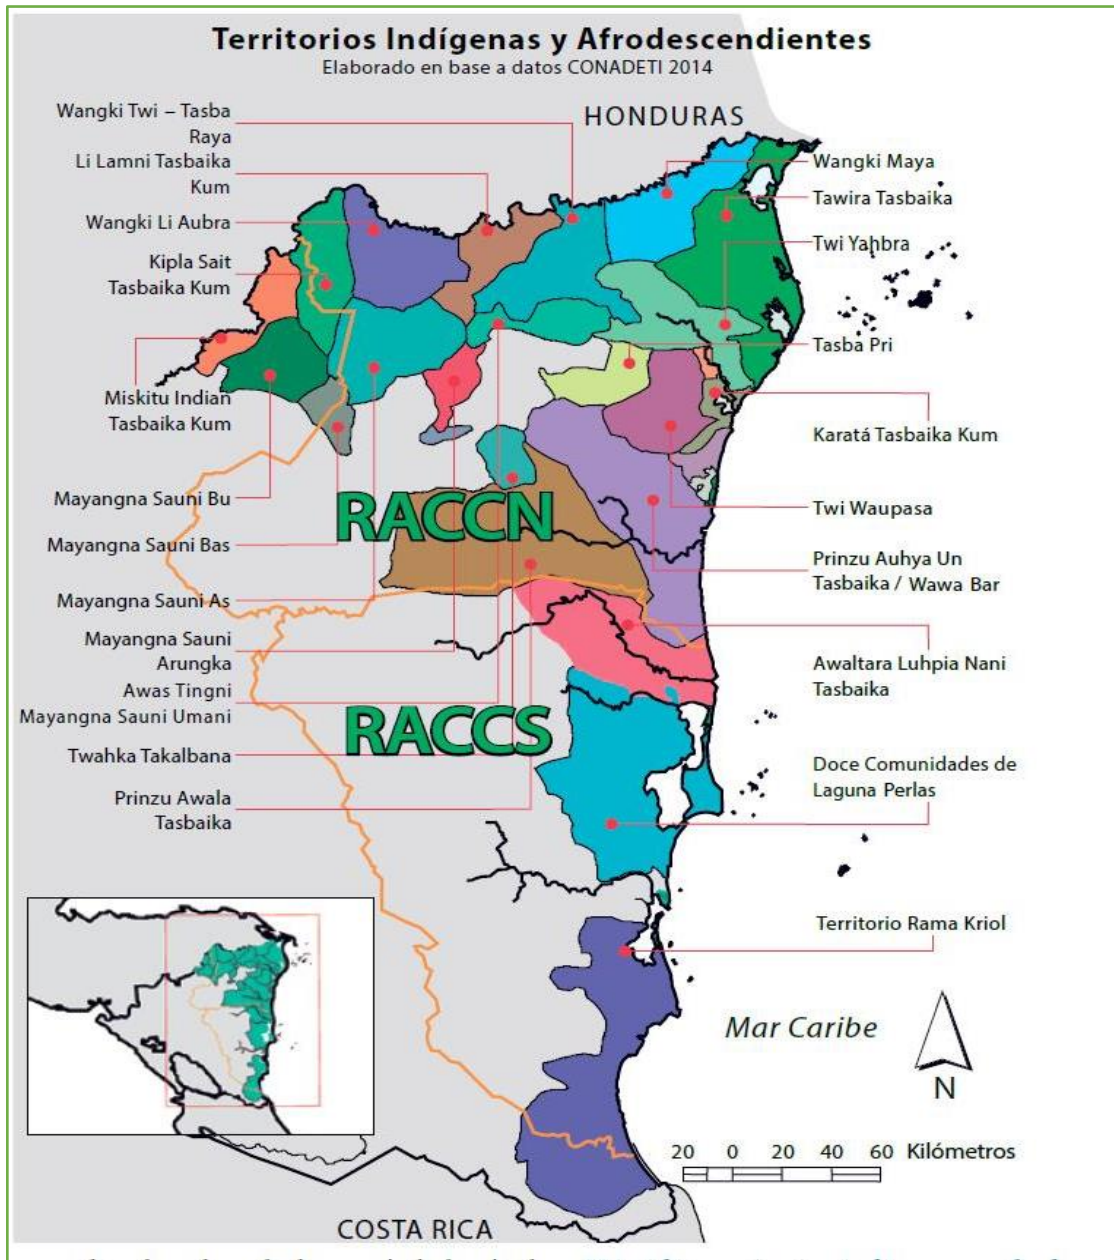 Territorios Indígenas y Afrodescendientes
Elaborado en base a datos CONADETI 2014
HONDURAS
Wangki Twi – Tasba
Raya
Li Lamni Tasbaika
Kum
Wangki Li Aubra
Kipla Sait
Tasbaika Kum
Miskitu Indian
Tasbaika Kum
Mayangna Sauni Bu
Mayangna Sauni Bas
Mayangna Sauni As
Mayangna Sauni
Arungka
Awas Tingni
Mayangna Sauni Umani
Twahka Takalbana
Prinzu Awala
Tasbaika
RACCN
RACCS
Wangki Maya
Tawira Tasbaika
Twi Yahbra
Tasba Pri
Karatá Tasbaika Kum
Twi Waupasa
Prinzu Auhya Un
Tasbaika / Wawa Bar
Awaltara Luhpia Nani
Tasbaika
Doce Comunidades de
Laguna Perlas
Territorio Rama Kriol
Mar Caribe
N
20 0 20 40 60 Kilómetros
COSTA RICA